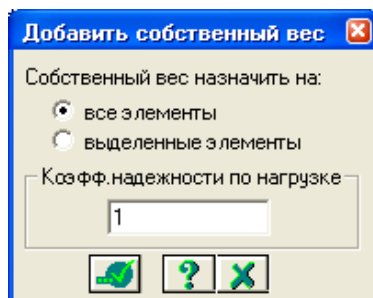 Добавить собственный вес
Собственный вес назначить на:
все элементы
выделенные элементы
Коэфф.надежности по нагрузке
1
?